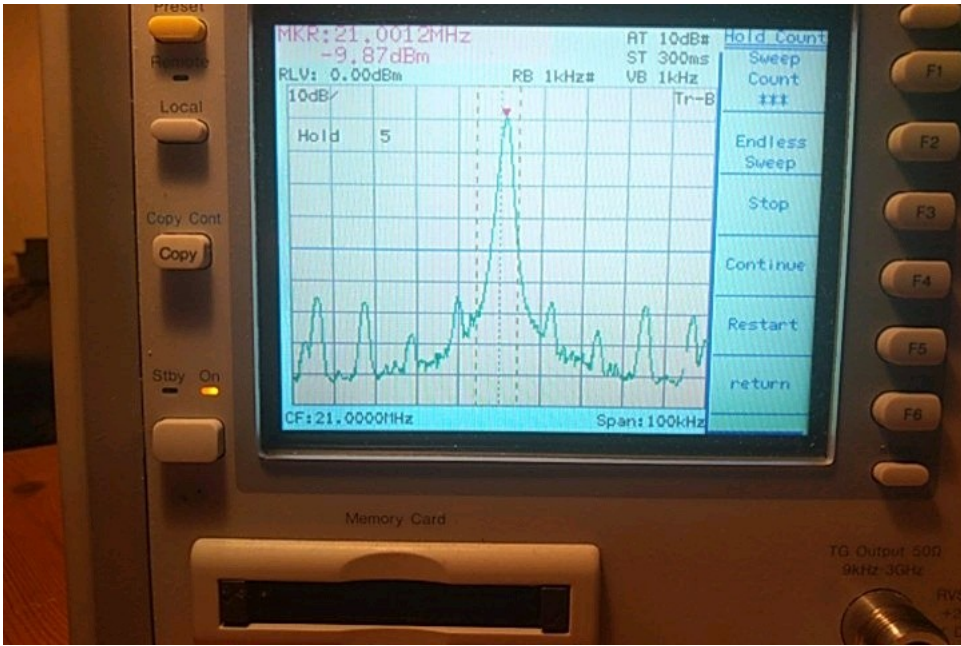 Preset
Remote
Local
Copy Cont
Copy
Stby On
MKR:21.0012MHz
-9.87dBm
RLV: 0.00dBm
AT 10dB#
ST 300ms
RB 1kHz# VB 1kHz
10dB/
Tr-B
Hold 5
CF:21.0000MHz
Span:100kHz
Hold Count
Sweep
Count
***
Endless
Sweep
Stop
Continue
Restart
return
F1
F2
F3
F4
F5
F6
Memory Card
TG Output 50Ω
9kHz-3GHz